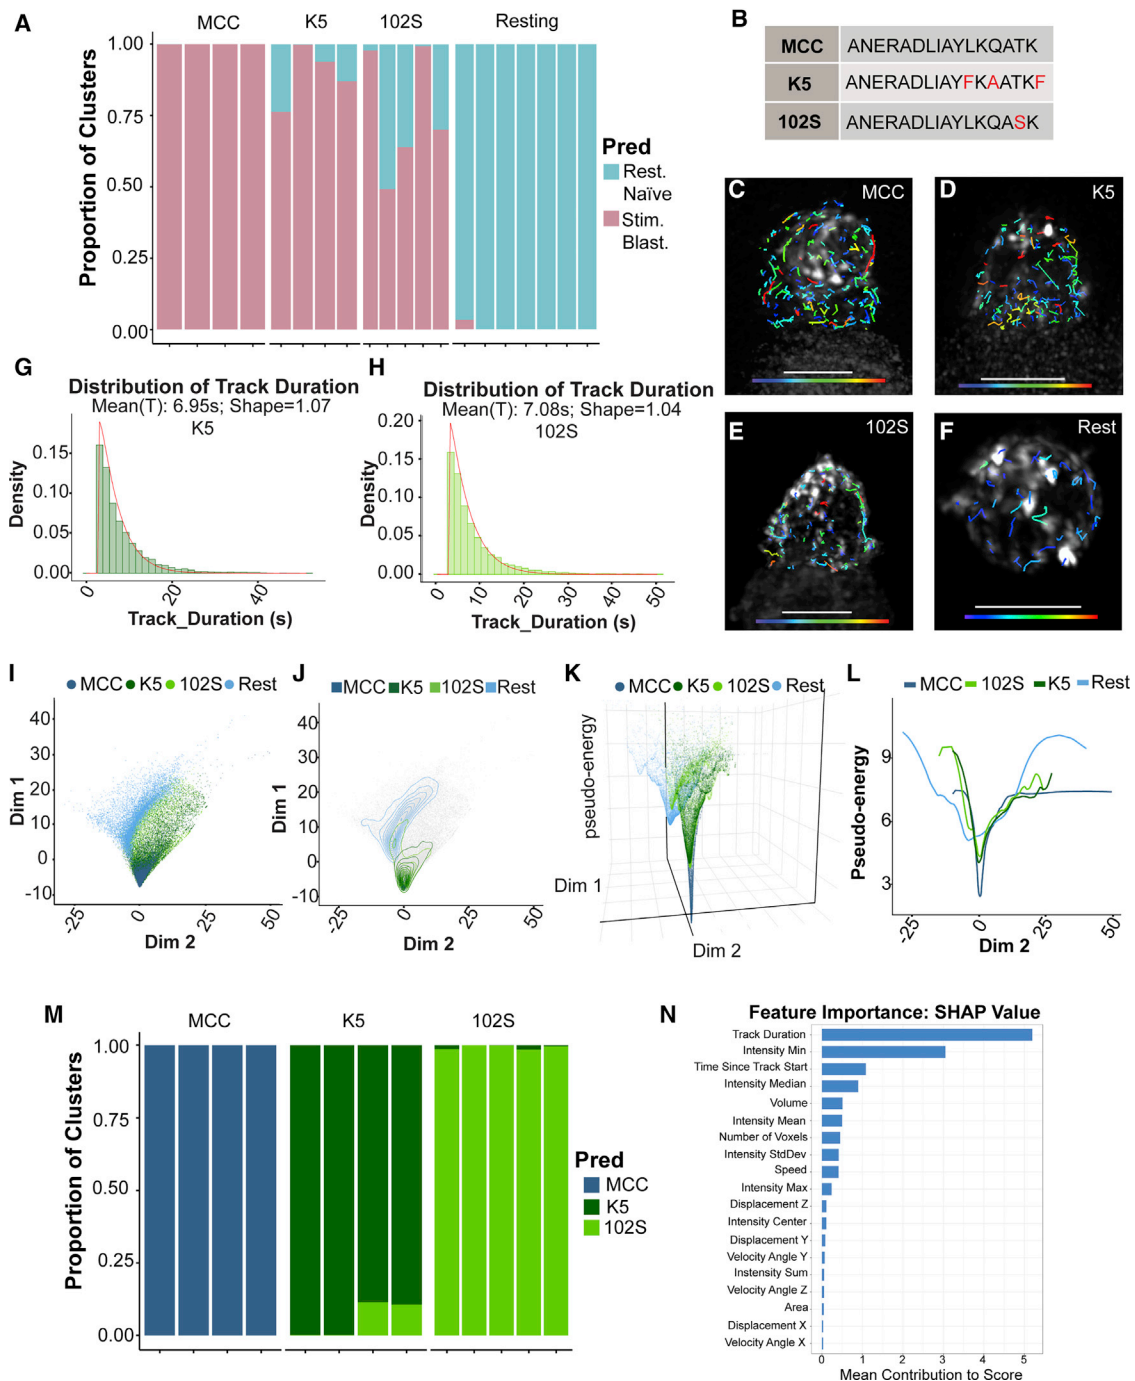 A
MCC K5 102S Resting
1.00
0.75
0.50
0.25
0.00
Proportion of Clusters
Pred
Rest.
Naïve
Stim.
Blast.
B
MCC ANERADLIAYLKQATK
K5 ANERADLIAYFKAATKF
102S ANERADLIAYLKQASK
C MCC
D K5
E 102S
F Rest
G
Distribution of Track Duration
Mean(T): 6.95s; Shape=1.07
K5
0.15
0.10
0.05
0.00
Density
0 20 40
Track_Duration (s)
H
Distribution of Track Duration
Mean(T): 7.08s; Shape=1.04
102S
0.20
0.15
0.10
0.05
0.00
Density
0 10 20 30 40 50
Track_Duration (s)
I
MCC K5 102S Rest
40
30
20
10
0
-10
Dim 1
-25 0 25 50
Dim 2
J
MCC K5 102S Rest
40
30
20
10
0
-10
Dim 1
-25 0 25 50
Dim 2
K
MCC K5 102S Rest
pseudo-energy
Dim 1
Dim 2
L
MCC 102S K5 Rest
9
6
3
Pseudo-energy
-25 0 25 50
Dim 2
M
MCC K5 102S
1.00
0.75
0.50
0.25
0.00
Proportion of Clusters
Pred
MCC
K5
102S
N
Feature Importance: SHAP Value
Track Duration
Intensity Min
Time Since Track Start
Intensity Median
Volume
Intensity Mean
Number of Voxels
Intensity StdDev
Speed
Intensity Max
Displacement Z
Intensity Center
Displacement Y
Velocity Angle Y
Instensity Sum
Velocity Angle Z
Area
Displacement X
Velocity Angle X
0 1 2 3 4 5
Mean Contribution to Score